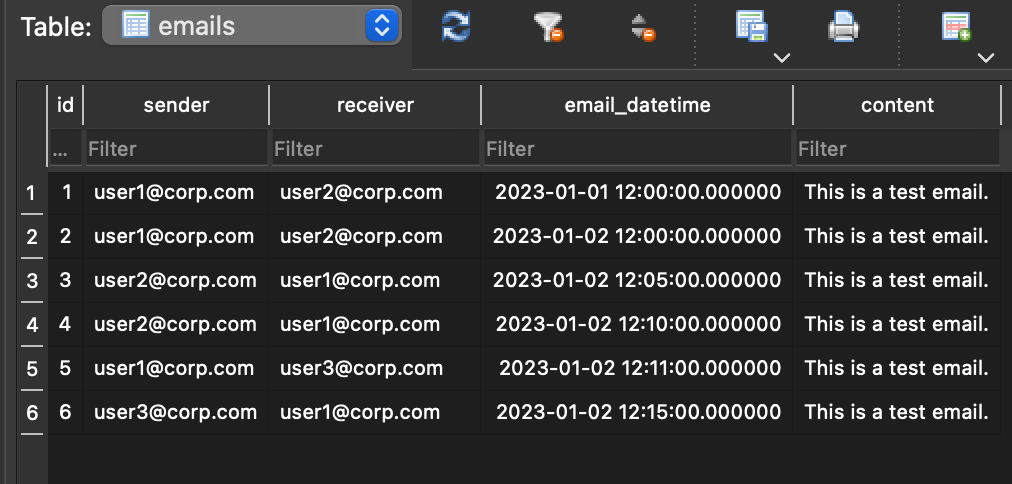 Table: emails
id sender receiver email_datetime content
... Filter Filter Filter Filter
1 1 user1@corp.com user2@corp.com 2023-01-01 12:00:00.000000 This is a test email.
2 2 user1@corp.com user2@corp.com 2023-01-02 12:00:00.000000 This is a test email.
3 3 user2@corp.com user1@corp.com 2023-01-02 12:05:00.000000 This is a test email.
4 4 user2@corp.com user1@corp.com 2023-01-02 12:10:00.000000 This is a test email.
5 5 user1@corp.com user3@corp.com 2023-01-02 12:11:00.000000 This is a test email.
6 6 user3@corp.com user1@corp.com 2023-01-02 12:15:00.000000 This is a test email.